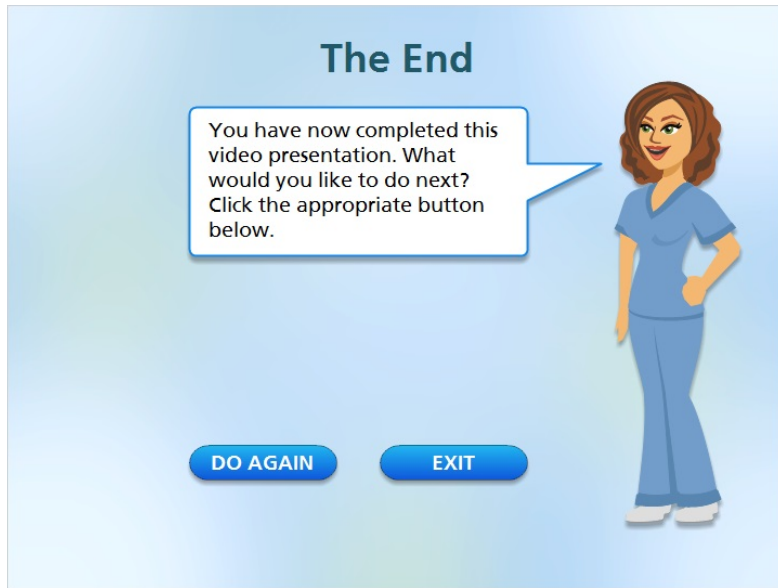 The End
You have now completed this
video presentation. What
would you like to do next?
Click the appropriate button
below.
DO AGAIN
EXIT